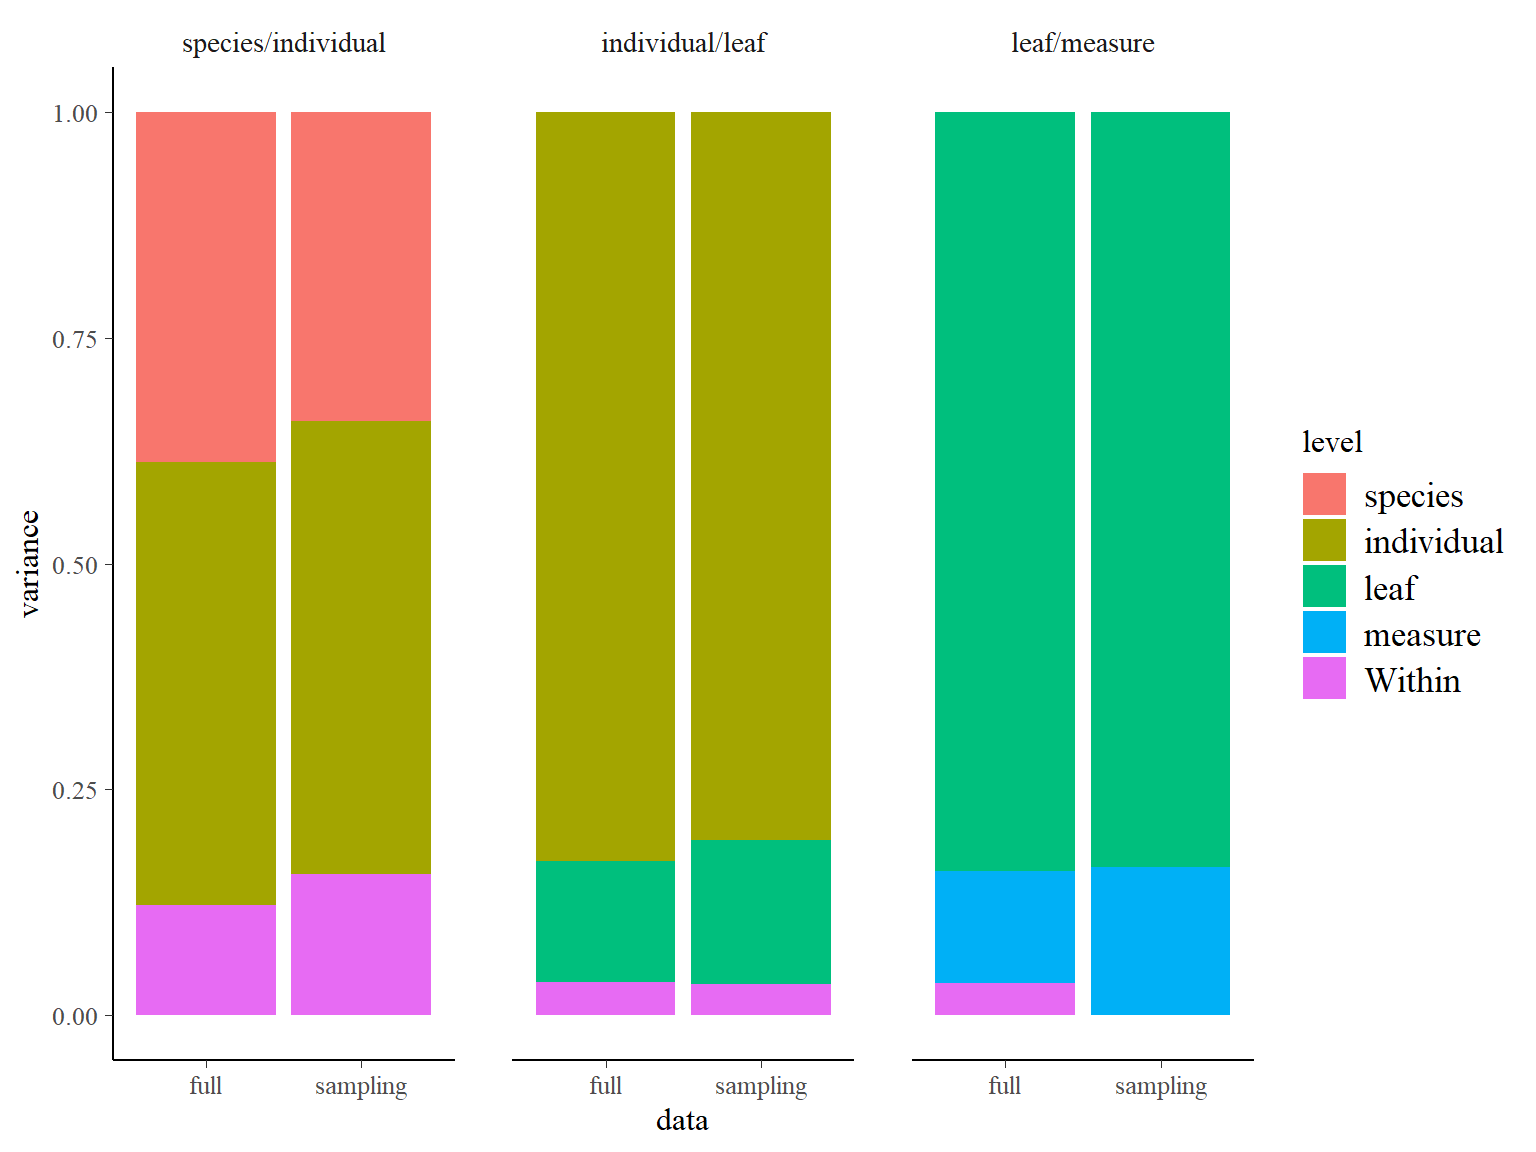 species/individual
individual/leaf
leaf/measure
variance
1.00
0.75
0.50
0.25
0.00
full
sampling
full
sampling
full
sampling
data
level
species
individual
leaf
measure
Within